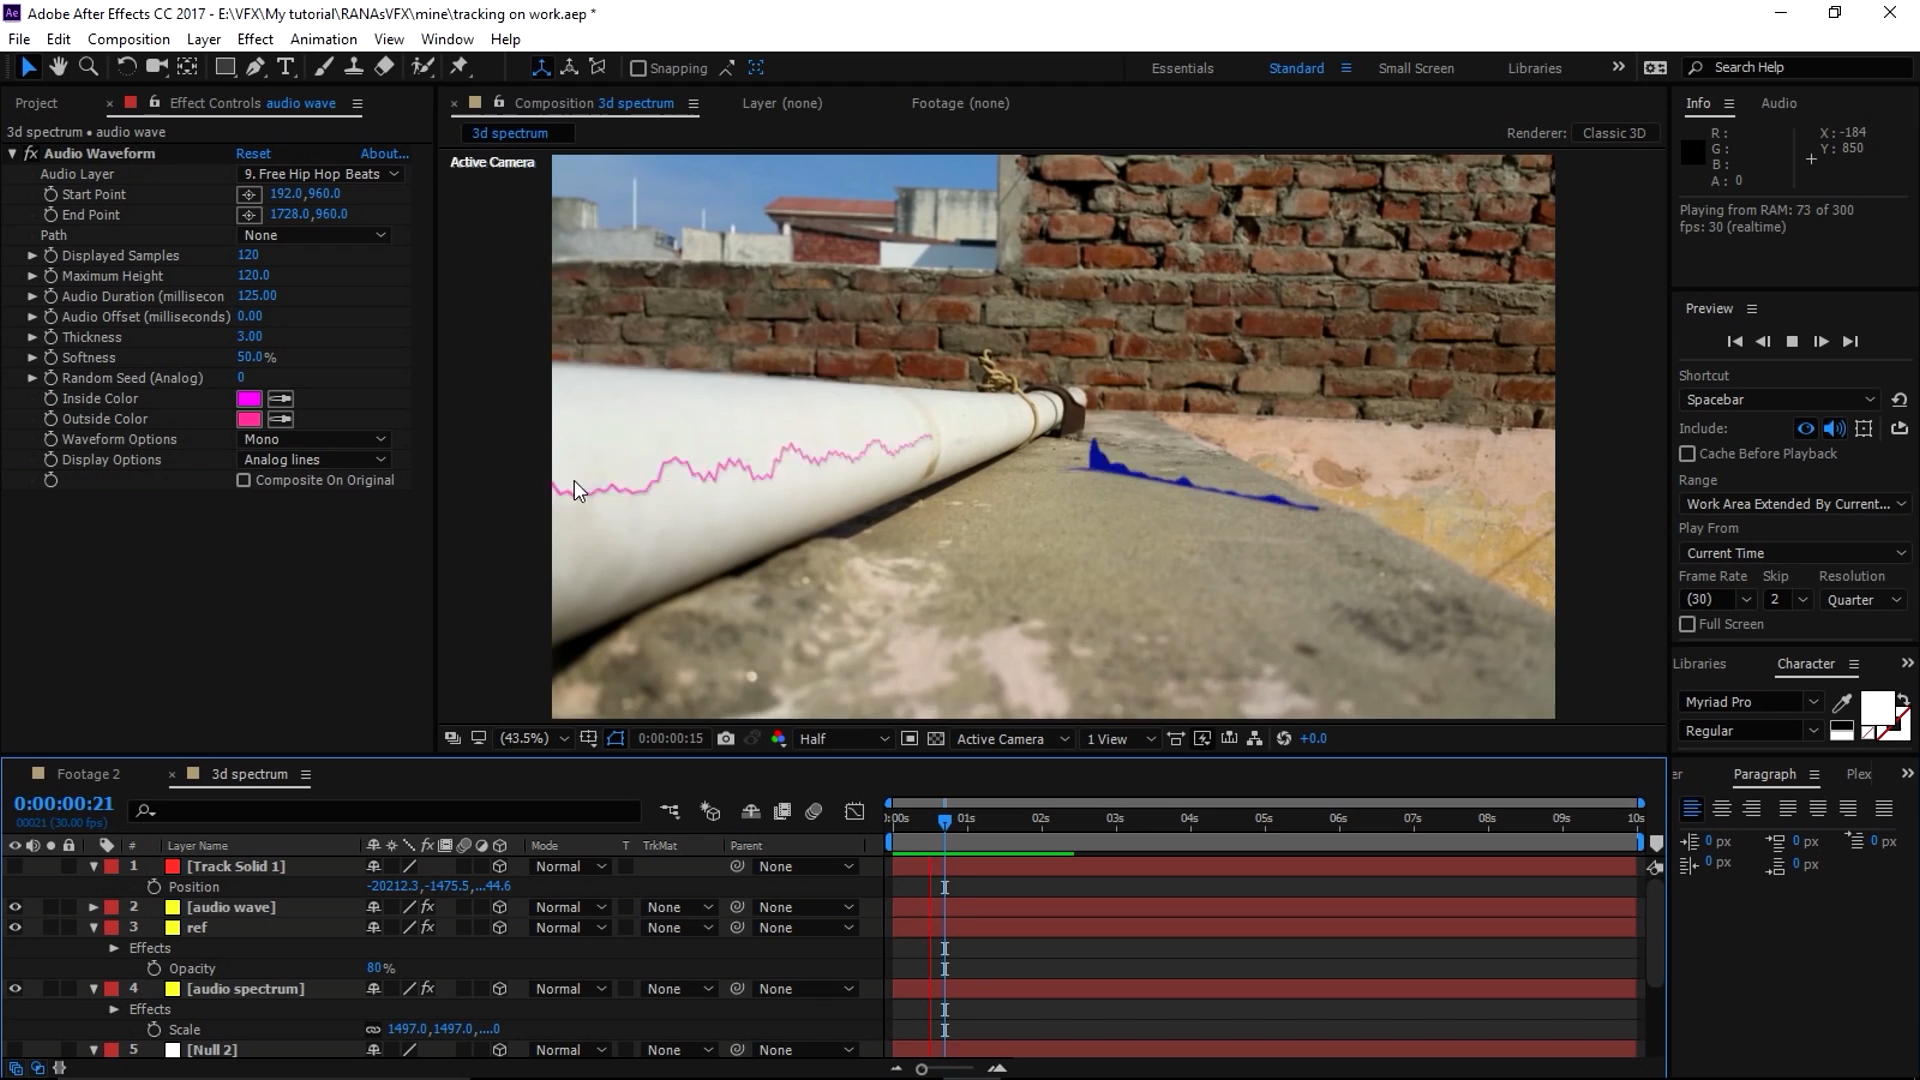 Adobe After Effects CC 2017 - E:\VFX\My tutorial\RANAsVFX\mine\tracking on work.aep *
File Edit Composition Layer Effect Animation View Window Help
Snapping
Essentials Standard Small Screen Libraries
Search Help
Project
Effect Controls audio wave
3d spectrum • audio wave
fx Audio Waveform Reset About...
Audio Layer 9. Free Hip Hop Beats
Start Point 192.0,960.0
End Point 1728.0,960.0
Path None
Displayed Samples 120
Maximum Height 120.0
Audio Duration (millisecon 125.00
Audio Offset (milliseconds) 0.00
Thickness 3.00
Softness 50.0%
Random Seed (Analog) 0
Inside Color
Outside Color
Waveform Options Mono
Display Options Analog lines
Composite On Original
Composition 3d spectrum
Layer (none)
Footage (none)
3d spectrum
Renderer: Classic 3D
Active Camera
(43.5%) 0:00:00:15 Half Active Camera 1 View +0.0
Info Audio
R:
G:
B:
A: 0
X: -184
Y: 850
Playing from RAM: 73 of 300
fps: 30 (realtime)
Preview
Shortcut
Spacebar
Include:
Cache Before Playback
Range
Work Area Extended By Current...
Play From
Current Time
Frame Rate Skip Resolution
(30) 2 Quarter
Full Screen
Libraries Character
Myriad Pro
Regular
er Paragraph Plex
0 px 0 px 0 px
0 px 0 px
Footage 2
3d spectrum
0:00:00:21
00021 (30.00 fps)
:00s 01s 02s 03s 04s 05s 06s 07s 08s 09s 10s
# Layer Name fx Mode T TrkMat Parent
1 [Track Solid 1] Normal None
Position -20212.3,-1475.5,...44.6
2 [audio wave] fx Normal None None
3 ref fx Normal None None
Effects
Opacity 80%
4 [audio spectrum] fx Normal None None
Effects
Scale 1497.0,1497.0,....0
5 [Null 2] Normal None None